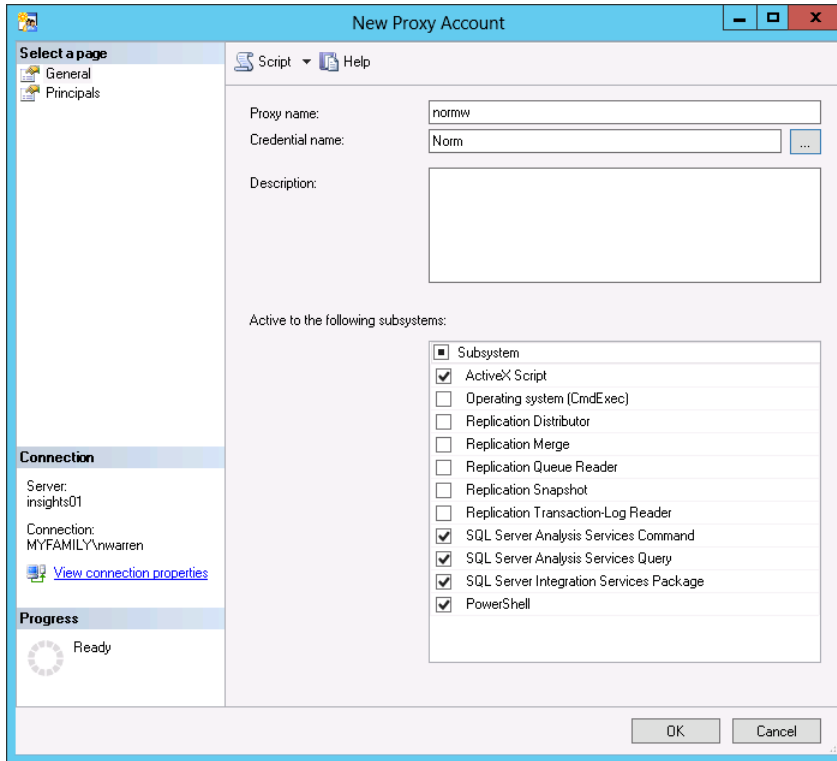 New Proxy Account
Select a page
General
Principals
Script
Help
Proxy name:
normw
Credential name:
Norm
...
Description:
Active to the following subsystems:
Subsystem
ActiveX Script
Operating system (CmdExec)
Replication Distributor
Replication Merge
Replication Queue Reader
Replication Snapshot
Replication Transaction-Log Reader
SQL Server Analysis Services Command
SQL Server Analysis Services Query
SQL Server Integration Services Package
PowerShell
Connection
Server:
insights01
Connection:
MYFAMILY\nwarren
View connection properties
Progress
Ready
OK
Cancel